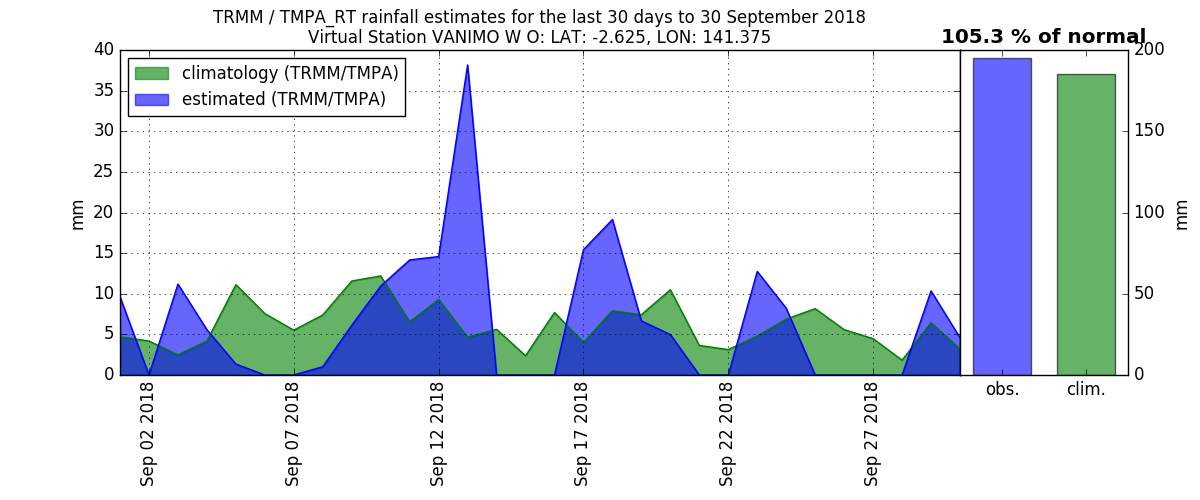 TRMM / TMPA_RT rainfall estimates for the last 30 days to 30 September 2018
Virtual Station VANIMO W O: LAT: -2.625, LON: 141.375
105.3 % of normal
climatology (TRMM/TMPA)
estimated (TRMM/TMPA)
40
35
30
25
20
15
10
5
0
mm
Sep 02 2018
Sep 07 2018
Sep 12 2018
Sep 17 2018
Sep 22 2018
Sep 27 2018
200
150
100
50
0
mm
obs.
clim.